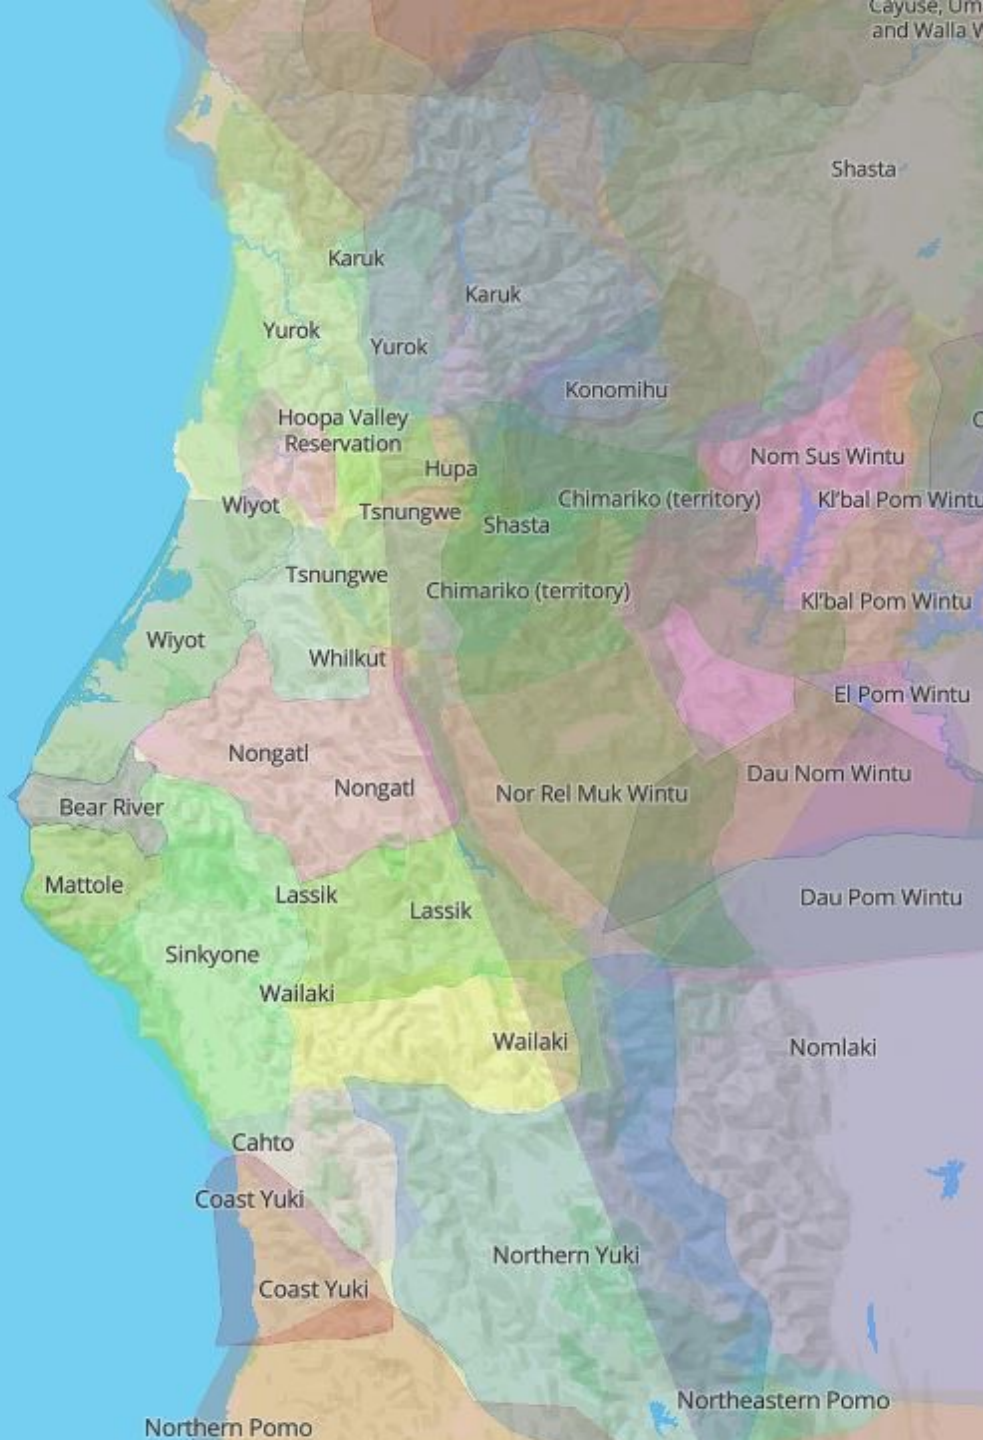 Cayuse, Um
and Walla W
Shasta
Karuk
Karuk
Yurok
Yurok
Konomihu
Hoopa Valley
Reservation
Nom Sus Wintu
Hupa
Kl'bal Pom Wintu
Chimariko (territory)
Wiyot
Tsnungwe
Shasta
Tsnungwe
Chimariko (territory)
Kl'bal Pom Wintu
Wiyot
Whilkut
El Pom Wintu
Nongatl
Dau Nom Wintu
Nongatl
Nor Rel Muk Wintu
Bear River
Mattole
Lassik
Dau Pom Wintu
Lassik
Sinkyone
Wailaki
Wailaki
Nomlaki
Cahto
Coast Yuki
Northern Yuki
Coast Yuki
Northeastern Pomo
Northern Pomo